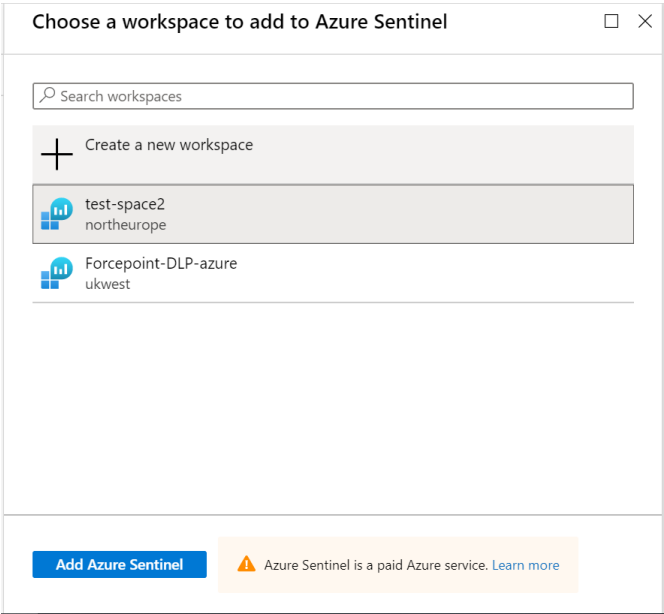 Choose a workspace to add to Azure Sentinel
Search workspaces
Create a new workspace
test-space2
northeurope
Forcepoint-DLP-azure
ukwest
Add Azure Sentinel
Azure Sentinel is a paid Azure service. Learn more